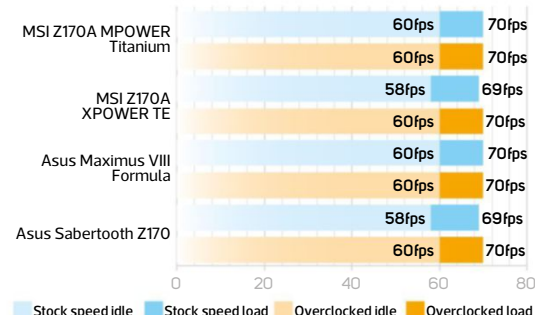 60fps 70fps
MSI Z170A MPOWER
Titanium
60fps 70fps
58fps 69fps
MSI Z170A
XPOWER TE
60fps 70fps
60fps 70fps
Asus Maximus VIII
Formula
60fps 70fps
58fps 69fps
Asus Sabertooth Z170
60fps 70fps
0 20 40 60 80
Stock speed idle Stock speed load Overclocked idle Overclocked load